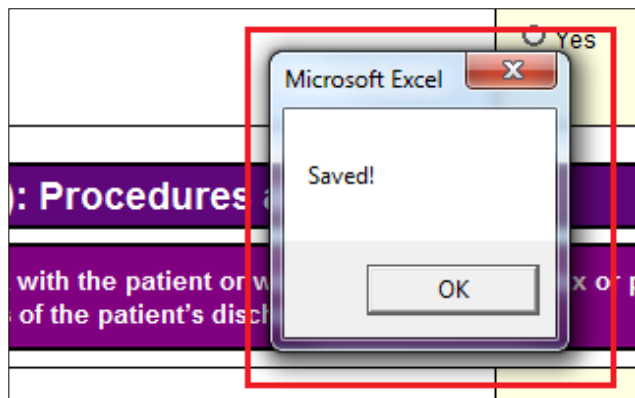 Yes
Microsoft Excel
Saved!
): Procedures
with the patient or w x or p
of the patient's disch
OK